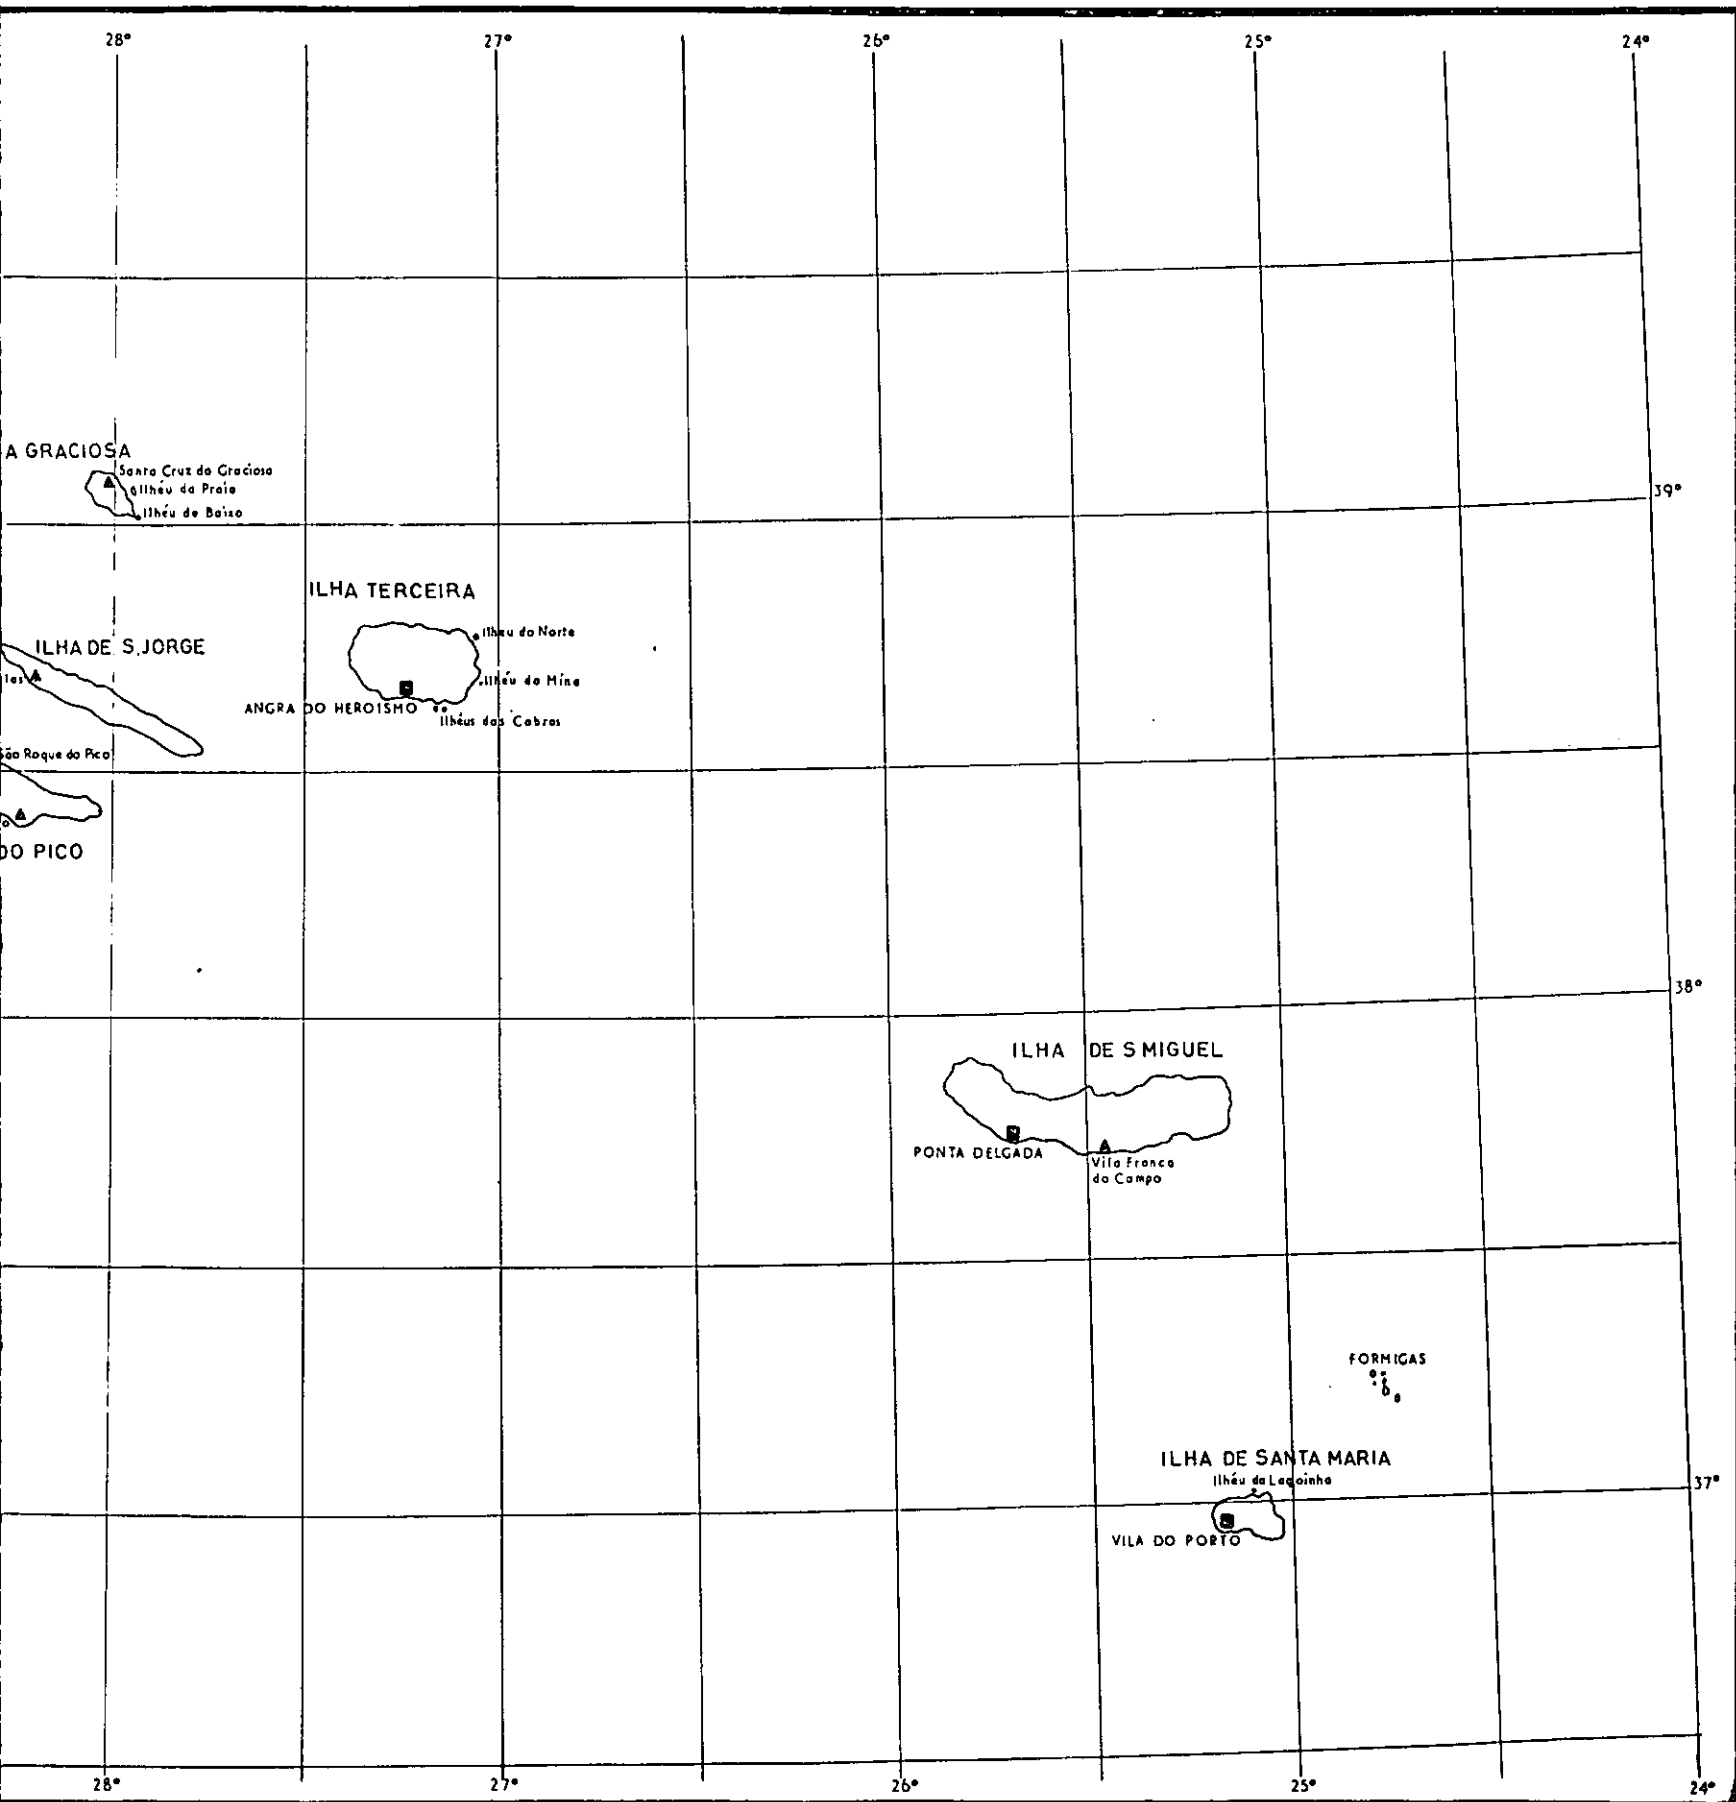 28° 27° 26° 25° 24°
A GRACIOSA
Santa Cruz da Graciosa
Ilhéu da Praia
39°
Ilhéu de Baixo
ILHA TERCEIRA
Ilheu do Norte
ILHA DE S.JORGE
las
Ilhéu da Mina
ANGRA DO HEROISMO
Ilhéus das Cabras
São Roque do Pico
DO PICO
38°
ILHA DE S MIGUEL
PONTA DELGADA
Vila Franca
do Campo
FORMIGAS
ILHA DE SANTA MARIA
Ilhéu da Lagoinha
37°
VILA DO PORTO
28° 27° 26° 25° 24°